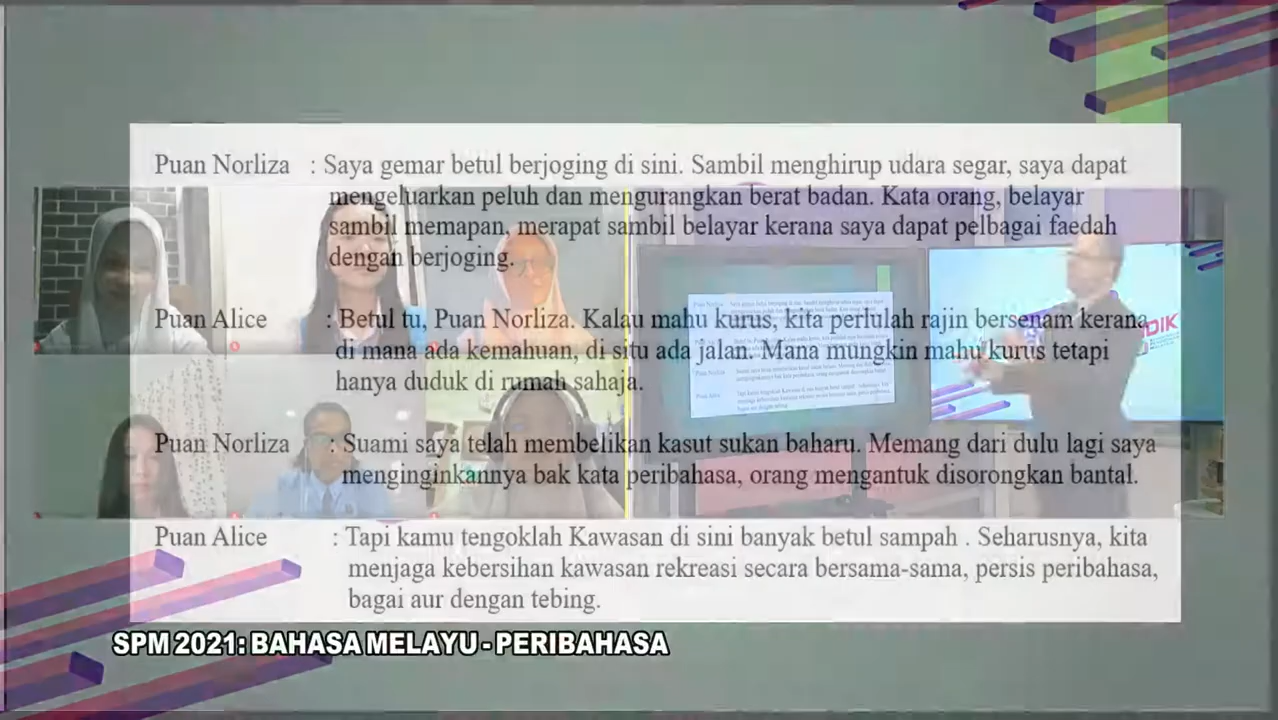 Puan Norliza : Saya gemar betul berjoging di sini. Sambil menghirup udara segar, saya dapat
mengeluarkan peluh dan mengurangkan berat badan. Kata orang, belayar
sambil memapan, merapat sambil belayar kerana saya dapat pelbagai faedah
dengan berjoging.
Puan Alice : Betul tu, Puan Norliza. Kalau mahu kurus, kita perlulah rajin bersenam kerana
di mana ada kemahuan, di situ ada jalan. Mana mungkin mahu kurus tetapi
hanya duduk di rumah sahaja.
Puan Norliza : Suami saya telah membelikan kasut sukan baharu. Memang dari dulu lagi saya
menginginkannya bak kata peribahasa, orang mengantuk disorongkan bantal.
Puan Alice : Tapi kamu tengoklah Kawasan di sini banyak betul sampah . Seharusnya, kita
menjaga kebersihan kawasan rekreasi secara bersama-sama, persis peribahasa,
bagai aur dengan tebing.
SPM 2021: BAHASA MELAYU - PERIBAHASA